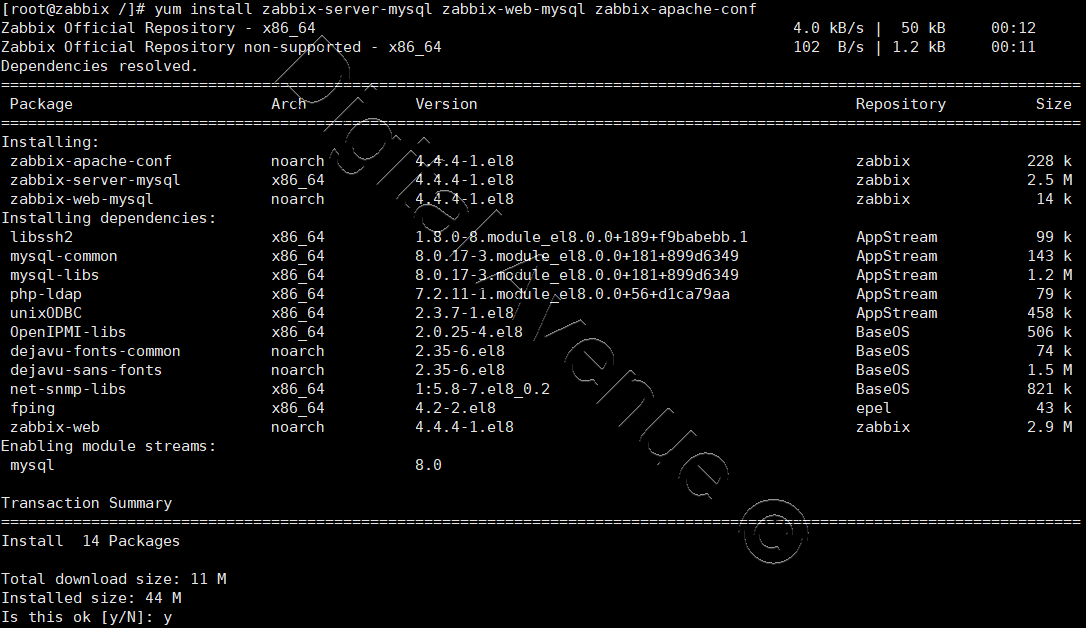 [root@zabbix /]# yum install zabbix-server-mysql zabbix-web-mysql zabbix-apache-conf
Zabbix Official Repository - x86_64 4.0 kB/s | 50 kB 00:12
Zabbix Official Repository non-supported - x86_64 102 B/s | 1.2 kB 00:11
Dependencies resolved.
================================================================================
Package Arch Version Repository Size
================================================================================
Installing:
zabbix-apache-conf noarch 4.4.4-1.el8 zabbix 228 k
zabbix-server-mysql x86_64 4.4.4-1.el8 zabbix 2.5 M
zabbix-web-mysql noarch 4.4.4-1.el8 zabbix 14 k
Installing dependencies:
libssh2 x86_64 1.8.0-8.module_el8.0.0+189+f9babebb.1 AppStream 99 k
mysql-common x86_64 8.0.17-3.module_el8.0.0+181+899d6349 AppStream 143 k
mysql-libs x86_64 8.0.17-3.module_el8.0.0+181+899d6349 AppStream 1.2 M
php-ldap x86_64 7.2.11-1.module_el8.0.0+56+d1ca79aa AppStream 79 k
unixODBC x86_64 2.3.7-1.el8 AppStream 458 k
OpenIPMI-libs x86_64 2.0.25-4.el8 BaseOS 506 k
dejavu-fonts-common noarch 2.35-6.el8 BaseOS 74 k
dejavu-sans-fonts noarch 2.35-6.el8 BaseOS 1.5 M
net-snmp-libs x86_64 1:5.8-7.el8_0.2 BaseOS 821 k
fping x86_64 4.2-2.el8 epel 43 k
zabbix-web noarch 4.4.4-1.el8 zabbix 2.9 M
Enabling module streams:
mysql 8.0
Transaction Summary
================================================================================
Install 14 Packages
Total download size: 11 M
Installed size: 44 M
Is this ok [y/N]: y
©